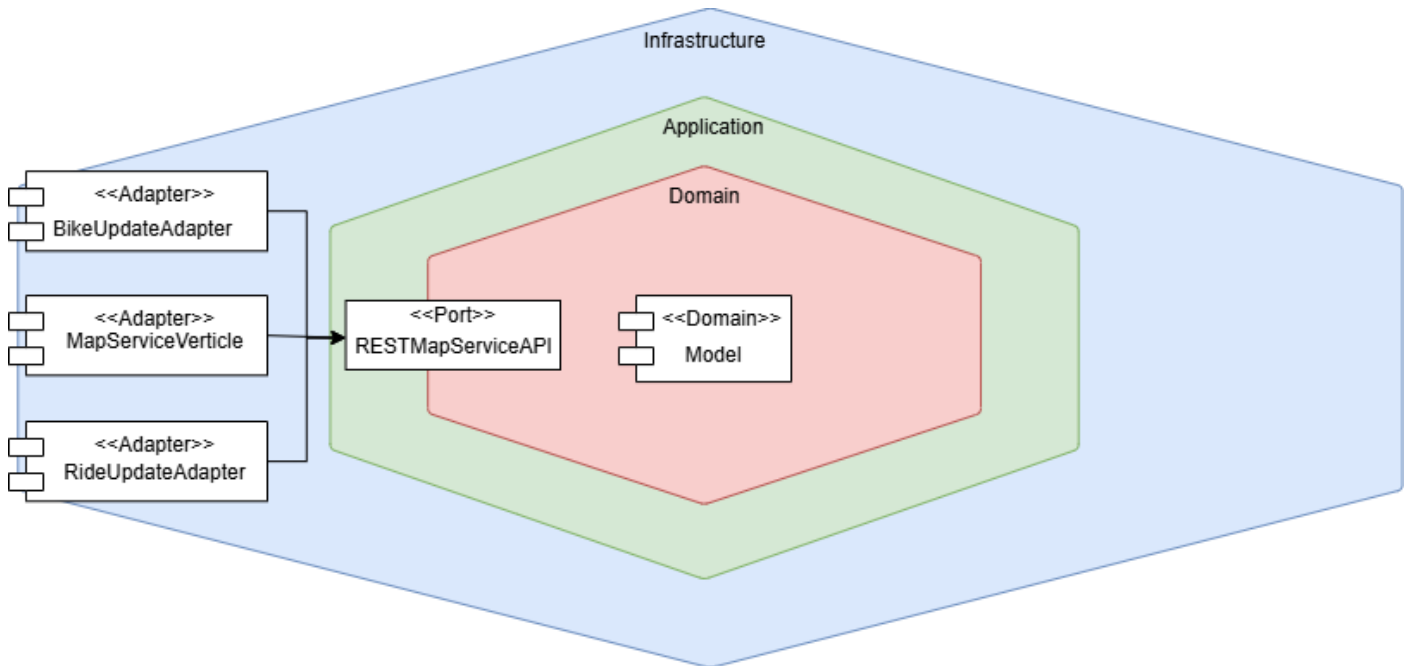 Infrastructure
Application
Domain
<<Adapter>>
BikeUpdateAdapter
<<Adapter>>
MapServiceVerticle
<<Adapter>>
RideUpdateAdapter
<<Port>>
RESTMapServiceAPI
<<Domain>>
Model